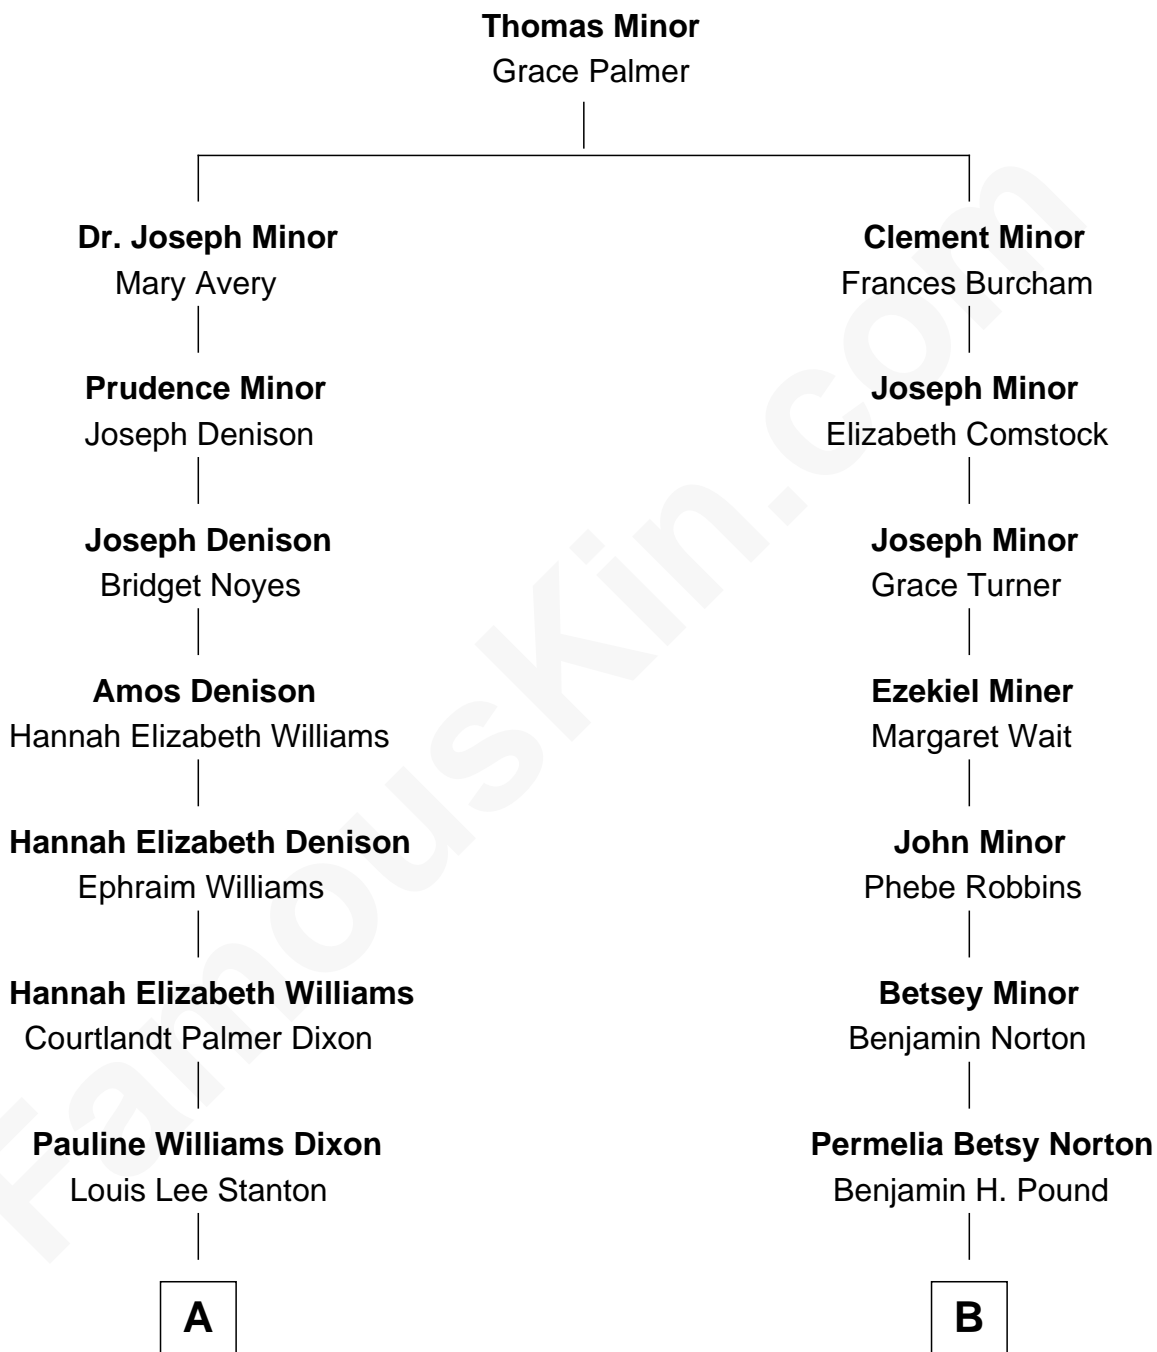 Thomas Minor
Grace Palmer
Dr. Joseph Minor
Mary Avery
Clement Minor
Frances Burcham
Prudence Minor
Joseph Denison
Joseph Minor
Elizabeth Comstock
Joseph Denison
Bridget Noyes
Joseph Minor
Grace Turner
Amos Denison
Hannah Elizabeth Williams
Ezekiel Miner
Margaret Wait
Hannah Elizabeth Denison
Ephraim Williams
John Minor
Phebe Robbins
Hannah Elizabeth Williams
Courtlandt Palmer Dixon
Betsey Minor
Benjamin Norton
Pauline Williams Dixon
Louis Lee Stanton
Permelia Betsy Norton
Benjamin H. Pound
A
B
FamousKin.com